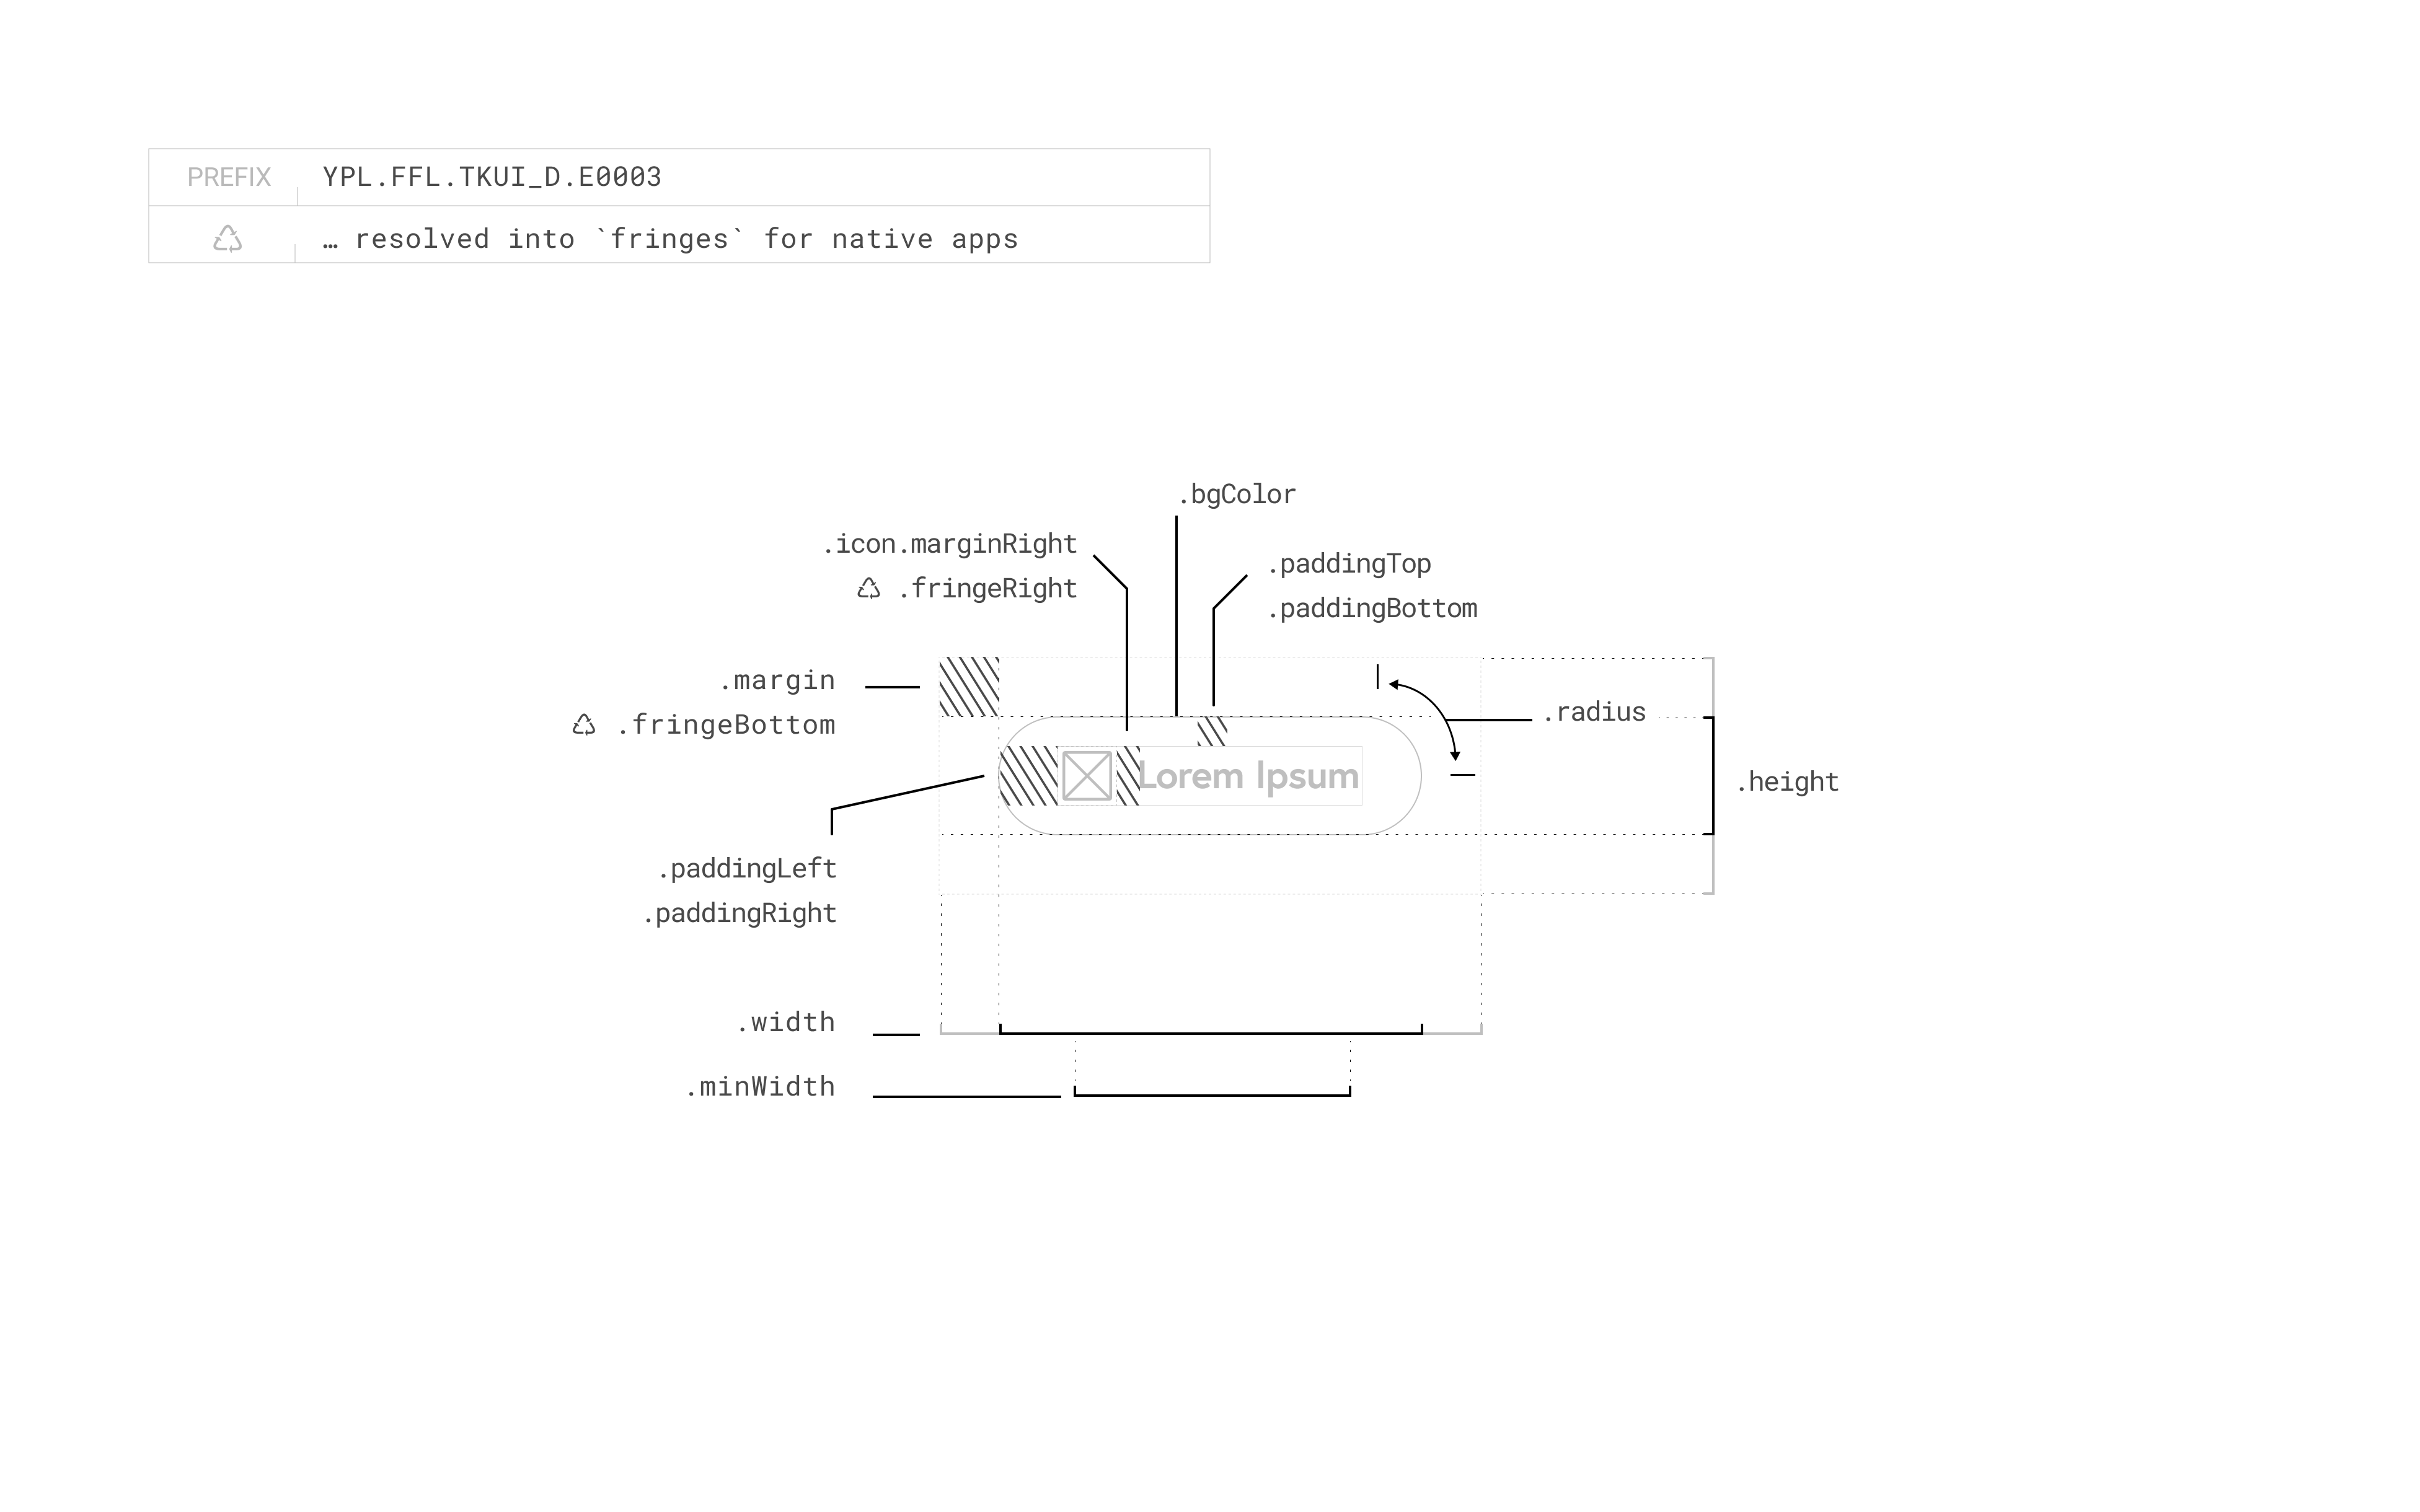 PREFIX YPL.FFL.TKUI_D.E0003
… resolved into `fringes` for native apps
.bgColor
.icon.marginRight
.fringeRight
.paddingTop
.paddingBottom
.margin
.fringeBottom
.radius
Lorem Ipsum
.height
.paddingLeft
.paddingRight
.width
.minWidth